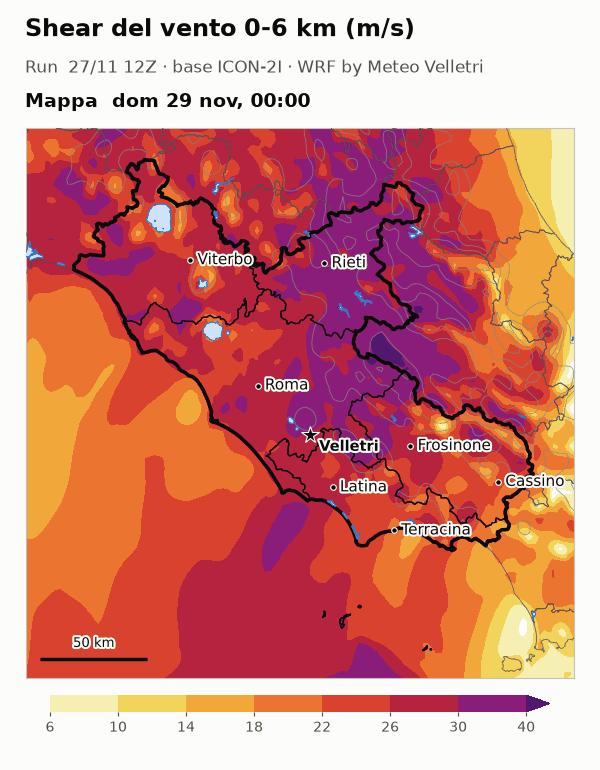 Shear del vento 0-6 km (m/s)
Run  27/11 12Z · base ICON-2I · WRF by Meteo Velletri
Mappa  dom 29 nov, 00:00
Viterbo
Rieti
Roma
Velletri
Frosinone
Latina
Cassino
Terracina
50 km
6 10 14 18 22 26 30 40